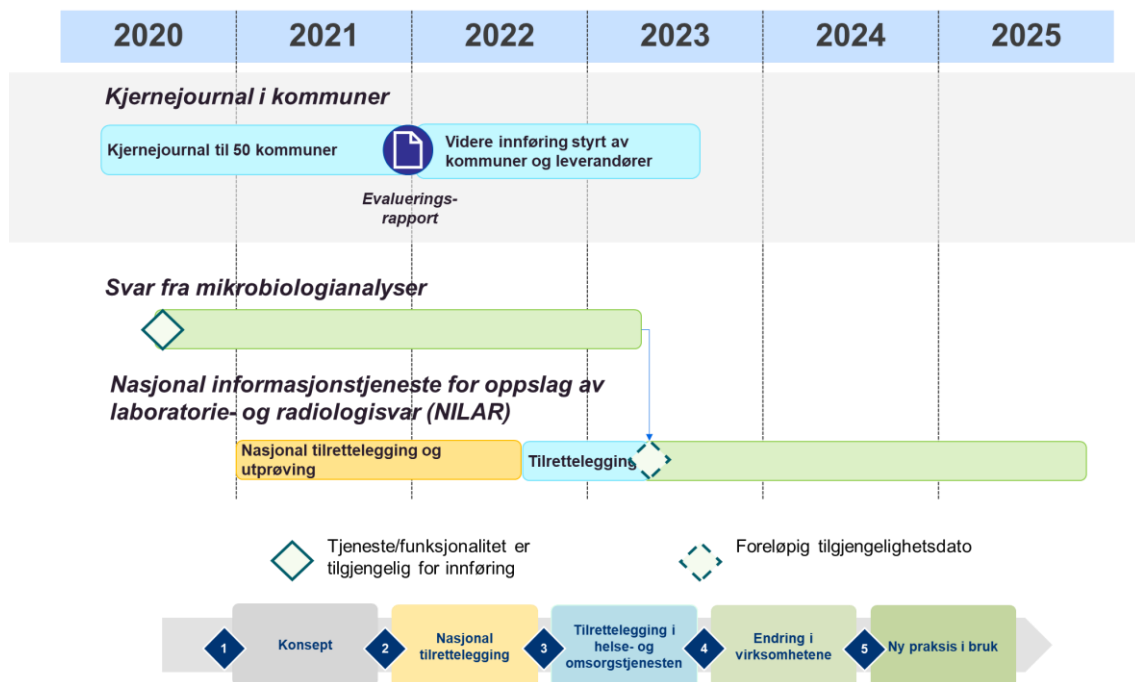 2020 2021 2022 2023 2024 2025
Kjernejournal i kommuner
Kjernejournal til 50 kommuner
Videre innføring styrt av
kommuner og leverandører
Evaluerings-
rapport
Svar fra mikrobiologianalyser
Nasjonal informasjonstjeneste for oppslag av
laboratorie- og radiologisvar (NILAR)
Nasjonal tilrettelegging og
utprøving
Tilrettelegging
Tjeneste/funksjonalitet er
tilgjengelig for innføring
Foreløpig tilgjengelighetsdato
1
Konsept
2
Nasjonal
tilrettelegging
3
Tilrettelegging i
helse- og
omsorgstjenesten
4
Endring i
virksomhetene
5
Ny praksis i bruk